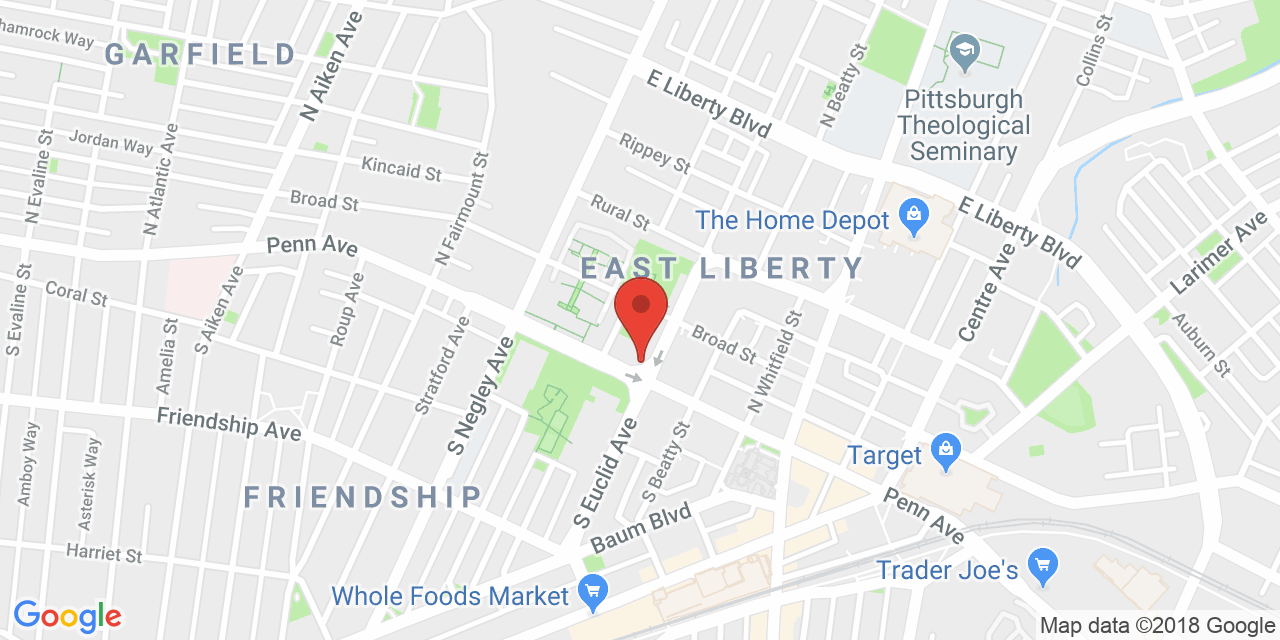 hamrock Way
GARFIELD
N Aiken Ave
E Liberty Blvd
N Beatty St
Collins St
Pittsburgh
Theological
Seminary
N Evaline St
Jordan Way
N Atlantic Ave
Kincaid St
Rippey St
Broad St
N Fairmount St
Rural St
The Home Depot
E Liberty Blvd
Penn Ave
EAST LIBERTY
Larimer Ave
Centre Ave
S Evaline St
Coral St
Amelia St
S Aiken Ave
Roup Ave
Stratford Ave
S Negley Ave
Broad St
N Whitfield St
Auburn St
Friendship Ave
Amboy Way
Asterisk Way
S Euclid Ave
S Beatty St
Target
FRIENDSHIP
Baum Blvd
Penn Ave
Harriet St
Whole Foods Market
Trader Joe's
Google
Map data ©2018 Google